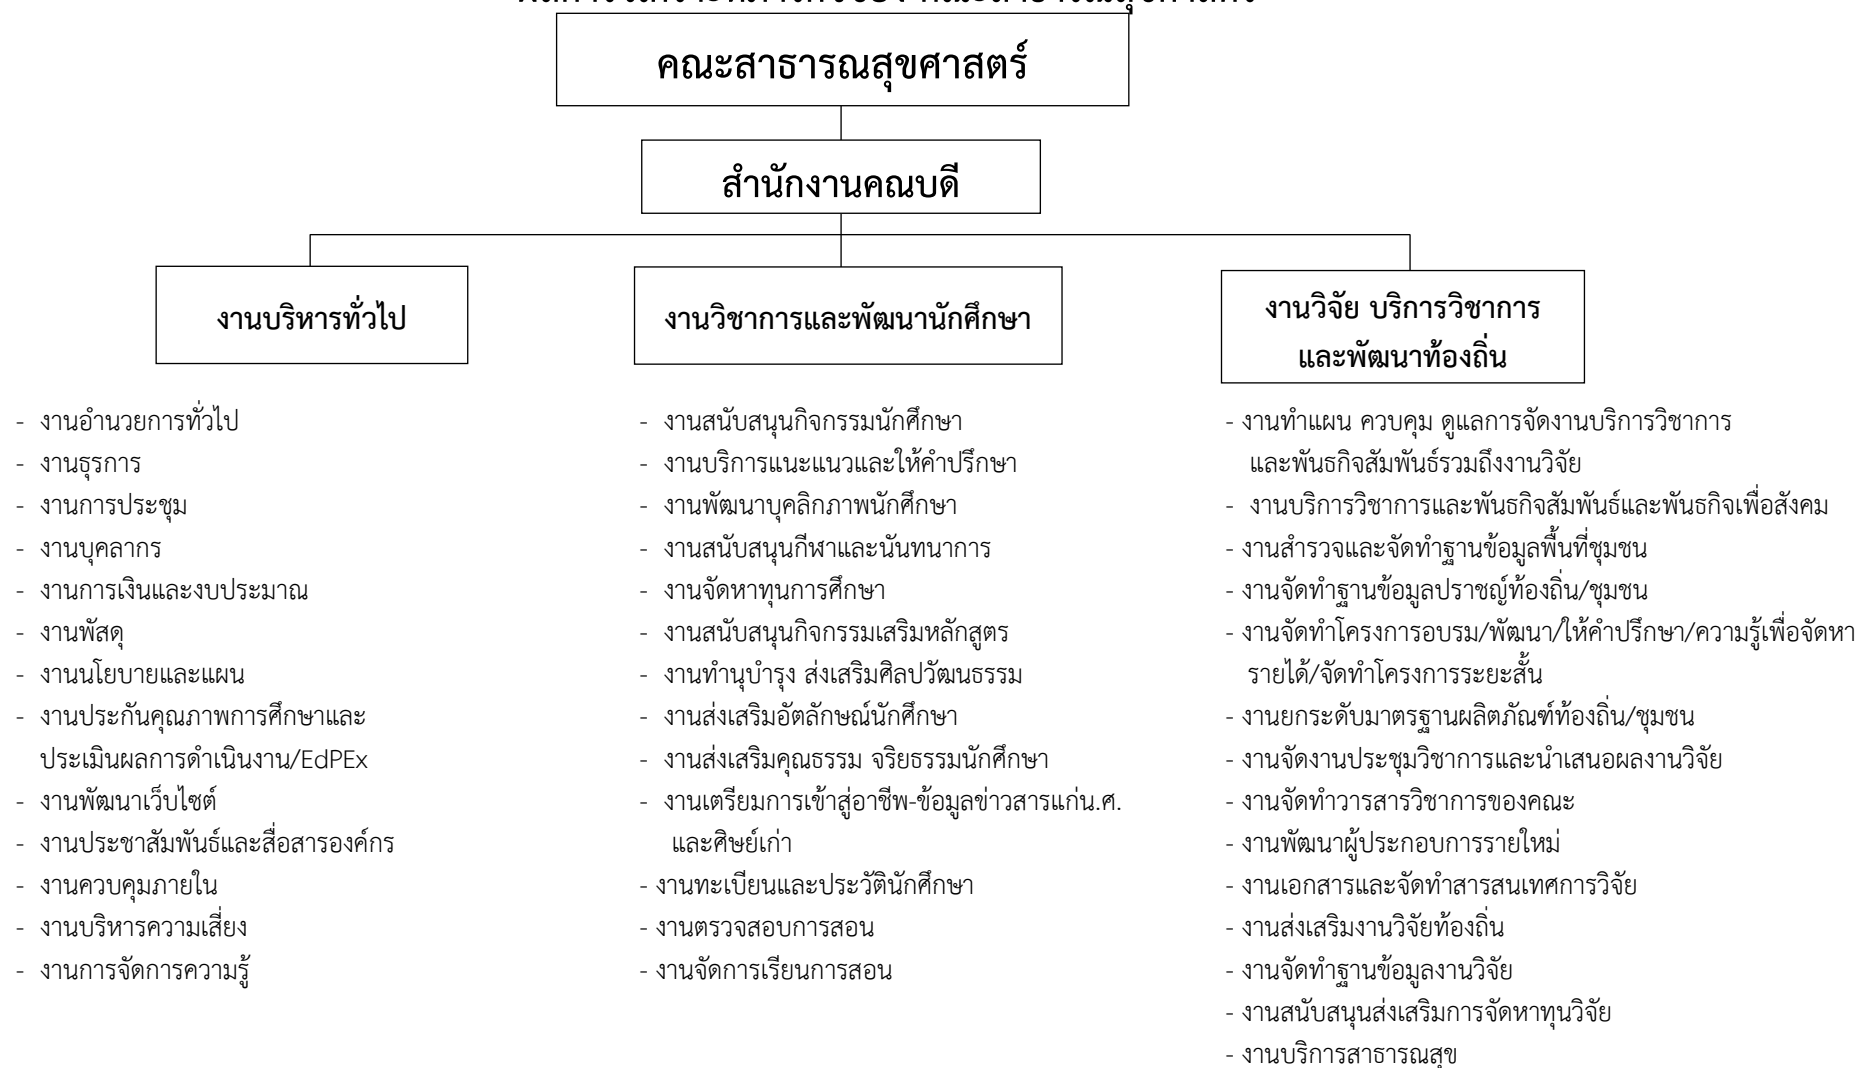 คณะสาธารณสุขศาสตร์
สำนักงานคณบดี
งานบริหารทั่วไป
- งานอำนวยการทั่วไป
- งานธุรการ
- งานการประชุม
- งานบุคลากร
- งานการเงินและงบประมาณ
- งานพัสดุ
- งานนโยบายและแผน
- งานประกันคุณภาพการศึกษาและ
ประเมินผลการดำเนินงาน/EdPEx
- งานพัฒนาเว็บไซต์
- งานประชาสัมพันธ์และสื่อสารองค์กร
- งานควบคุมภายใน
- งานบริหารความเสี่ยง
- งานการจัดการความรู้
งานวิชาการและพัฒนานักศึกษา
- งานสนับสนุนกิจกรรมนักศึกษา
- งานบริการแนะแนวและให้คำปรึกษา
- งานพัฒนาบุคลิกภาพนักศึกษา
- งานสนับสนุนกีฬาและนันทนาการ
- งานจัดหาทุนการศึกษา
- งานสนับสนุนกิจกรรมเสริมหลักสูตร
- งานทำนุบำรุง ส่งเสริมศิลปวัฒนธรรม
- งานส่งเสริมอัตลักษณ์นักศึกษา
- งานส่งเสริมคุณธรรม จริยธรรมนักศึกษา
- งานเตรียมการเข้าสู่อาชีพ-ข้อมูลข่าวสารแก่น.ศ.
และศิษย์เก่า
- งานทะเบียนและประวัตินักศึกษา
- งานตรวจสอบการสอน
- งานจัดการเรียนการสอน
งานวิจัย บริการวิชาการ
และพัฒนาท้องถิ่น
- งานทำแผน ควบคุม ดูแลการจัดงานบริการวิชาการ
และพันธกิจสัมพันธ์รวมถึงงานวิจัย
- งานบริการวิชาการและพันธกิจสัมพันธ์และพันธกิจเพื่อสังคม
- งานสำรวจและจัดทำฐานข้อมูลพื้นที่ชุมชน
- งานจัดทำฐานข้อมูลปราชญ์ท้องถิ่น/ชุมชน
- งานจัดทำโครงการอบรม/พัฒนา/ให้คำปรึกษา/ความรู้เพื่อจัดหา
รายได้/จัดทำโครงการระยะสั้น
- งานยกระดับมาตรฐานผลิตภัณฑ์ท้องถิ่น/ชุมชน
- งานจัดงานประชุมวิชาการและนำเสนอผลงานวิจัย
- งานจัดทำวารสารวิชาการของคณะ
- งานพัฒนาผู้ประกอบการรายใหม่
- งานเอกสารและจัดทำสารสนเทศการวิจัย
- งานส่งเสริมงานวิจัยท้องถิ่น
- งานจัดทำฐานข้อมูลงานวิจัย
- งานสนับสนุนส่งเสริมการจัดหาทุนวิจัย
- งานบริการสาธารณสุข